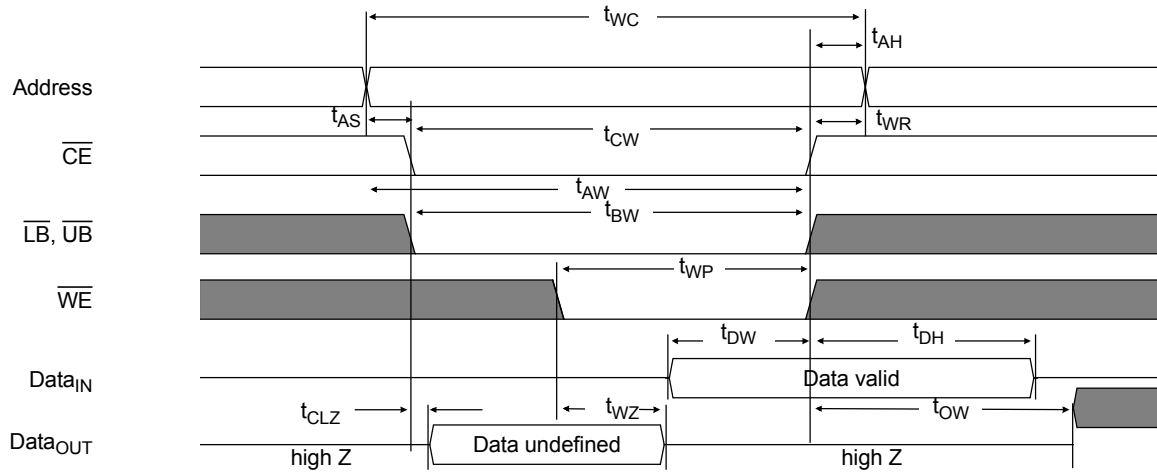 tWC
tAH
Address
tAS
tWR
tCW
CE
tAW
tBW
LB, UB
tWP
WE
tDW
tDH
DataIN
Data valid
tCLZ
tWZ
tOW
DataOUT
high Z
Data undefined
high Z